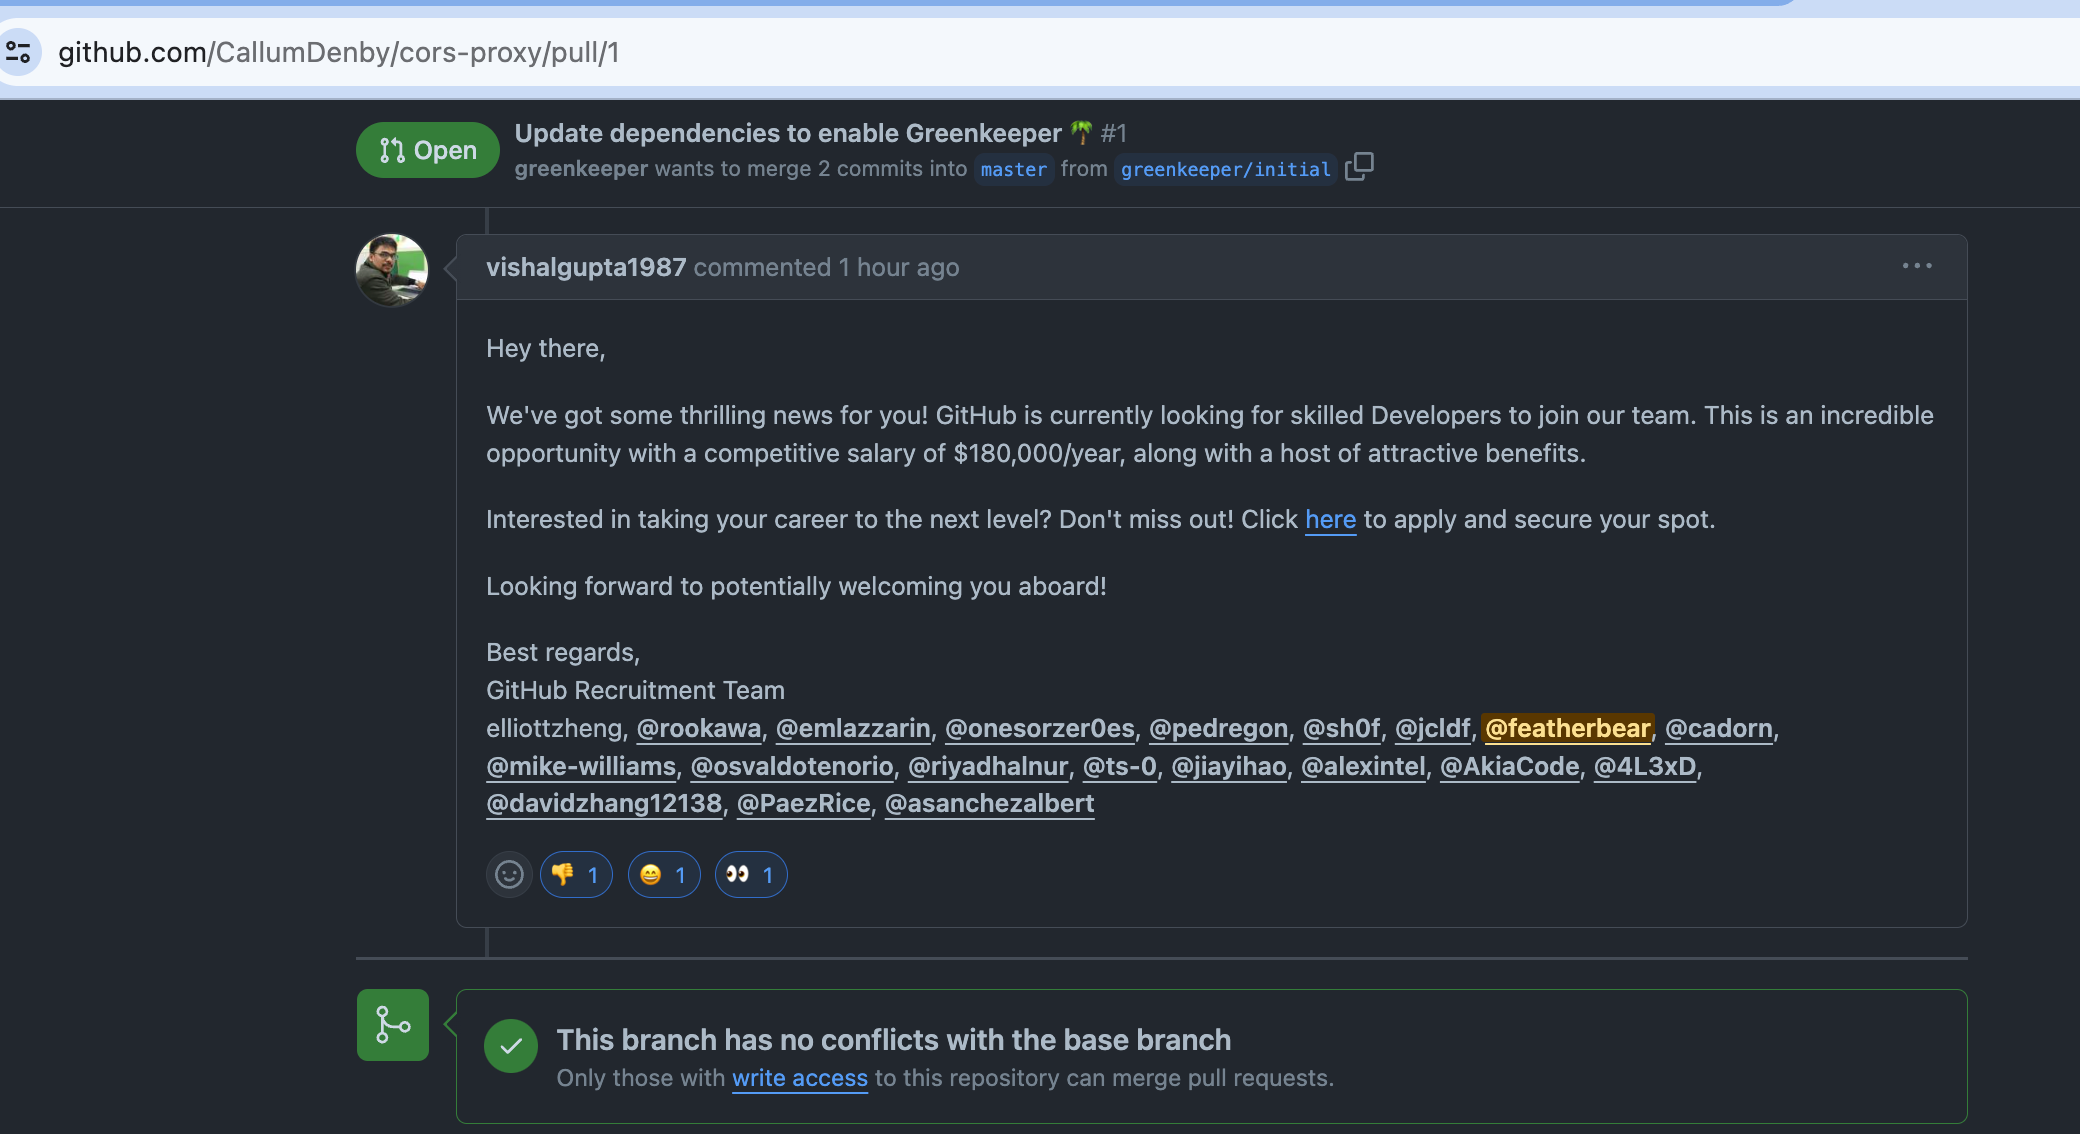 github.com/CallumDenby/cors-proxy/pull/1
Open
Update dependencies to enable Greenkeeper 🌴 #1
greenkeeper wants to merge 2 commits into master from greenkeeper/initial
vishalgupta1987 commented 1 hour ago
Hey there,
We've got some thrilling news for you! GitHub is currently looking for skilled Developers to join our team. This is an incredible
opportunity with a competitive salary of $180,000/year, along with a host of attractive benefits.
Interested in taking your career to the next level? Don't miss out! Click here to apply and secure your spot.
Looking forward to potentially welcoming you aboard!
Best regards,
GitHub Recruitment Team
elliottzheng, @rookawa, @emlazzarin, @onesorzer0es, @pedregon, @sh0f, @jcldf, @featherbear, @cadorn,
@mike-williams, @osvaldotenorio, @riyadhalnur, @ts-0, @jiayihao, @alexintel, @AkiaCode, @4L3xD,
@davidzhang12138, @PaezRice, @asanchezalbert
👎 1 😄 1 👀 1
This branch has no conflicts with the base branch
Only those with write access to this repository can merge pull requests.